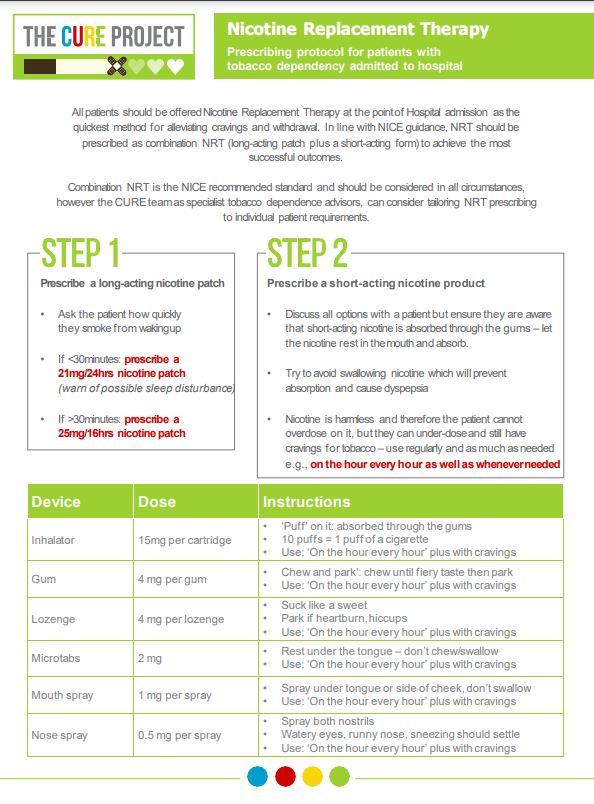 THE CURE PROJECT
Nicotine Replacement Therapy
Prescribing protocol for patients with
tobacco dependency admitted to hospital
All patients should be offered Nicotine Replacement Therapy at the point of Hospital admission as the
quickest method for alleviating cravings and withdrawal. In line with NICE guidance, NRT should be
prescribed as combination NRT (long-acting patch plus a short-acting form) to achieve the most
successful outcomes.
Combination NRT is the NICE recommended standard and should be considered in all circumstances,
however the CURE team as specialist tobacco dependence advisors, can consider tailoring NRT prescribing
to individual patient requirements.
STEP 1
Prescribe a long-acting nicotine patch
• Ask the patient how quickly
they smoke from waking up
• If <30minutes: prescribe a
21mg/24hrs nicotine patch
(warn of possible sleep disturbance)
• If >30minutes: prescribe a
25mg/16hrs nicotine patch
STEP 2
Prescribe a short-acting nicotine product
• Discuss all options with a patient but ensure they are aware
that short-acting nicotine is absorbed through the gums – let
the nicotine rest in the mouth and absorb.
• Try to avoid swallowing nicotine which will prevent
absorption and cause dyspepsia
• Nicotine is harmless and therefore the patient cannot
overdose on it, but they can under-dose and still have
cravings for tobacco – use regularly and as much as needed
e.g., on the hour every hour as well as whenever needed
Device Dose Instructions
Inhalator 15mg per cartridge
• ‘Puff’ on it: absorbed through the gums
• 10 puffs = 1 puff of a cigarette
• Use: ‘On the hour every hour’ plus with cravings
Gum 4 mg per gum
• Chew and park’: chew until fiery taste then park
• Use: ‘On the hour every hour’ plus with cravings
Lozenge 4 mg per lozenge
• Suck like a sweet
• Park if heartburn, hiccups
• Use: ‘On the hour every hour’ plus with cravings
Microtabs 2 mg
• Rest under the tongue – don’t chew/swallow
• Use: ‘On the hour every hour’ plus with cravings
Mouth spray 1 mg per spray
• Spray under tongue or side of cheek, don’t swallow
• Use: ‘On the hour every hour’ plus with cravings
Nose spray 0.5 mg per spray
• Spray both nostrils
• Watery eyes, runny nose, sneezing should settle
• Use: ‘On the hour every hour’ plus with cravings